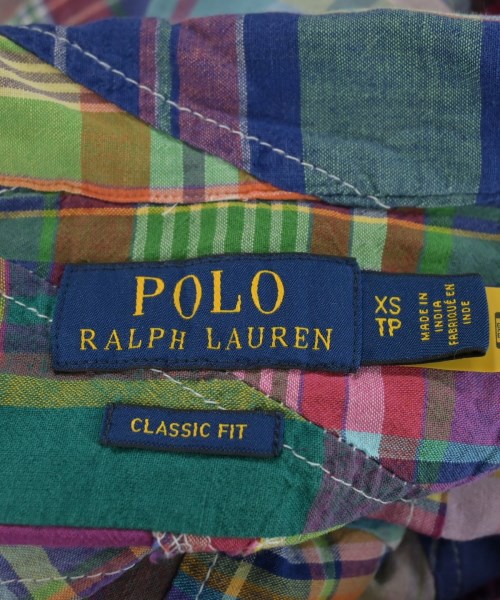 POLO
RALPH LAUREN
XS
TP
MADE IN
INDIA
FABRIQUÉ EN
INDE
CLASSIC FIT